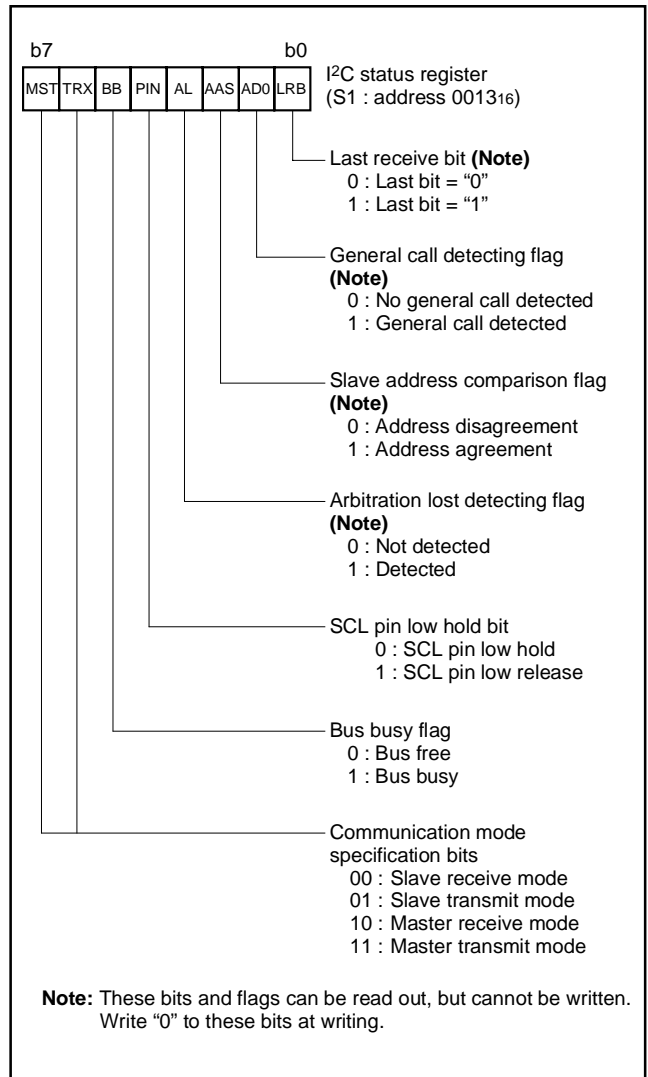 b7 b0
MST TRX BB PIN AL AAS AD0 LRB
I2C status register
(S1 : address 001316)
Last receive bit (Note)
0 : Last bit = “0”
1 : Last bit = “1”
General call detecting flag
(Note)
0 : No general call detected
1 : General call detected
Slave address comparison flag
(Note)
0 : Address disagreement
1 : Address agreement
Arbitration lost detecting flag
(Note)
0 : Not detected
1 : Detected
SCL pin low hold bit
0 : SCL pin low hold
1 : SCL pin low release
Bus busy flag
0 : Bus free
1 : Bus busy
Communication mode
specification bits
00 : Slave receive mode
01 : Slave transmit mode
10 : Master receive mode
11 : Master transmit mode
Note: These bits and flags can be read out, but cannot be written.
Write “0” to these bits at writing.